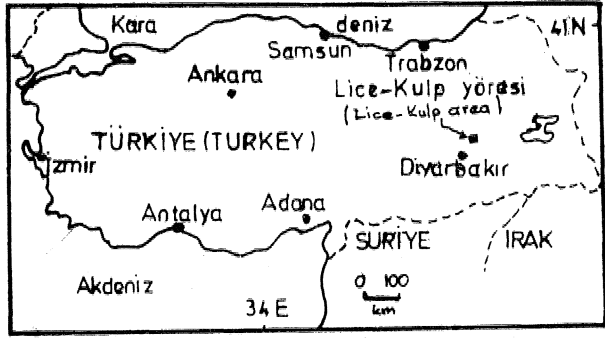 Kara deniz 41 N
Samsun Trabzon
Ankara
Lice-Kulp yöresi
(Lice-Kulp area)
TÜRKİYE (TURKEY)
İzmir
Diyarbakır
Antalya
Adana
SURİYE
IRAK
Akdeniz
0 100
km
34 E